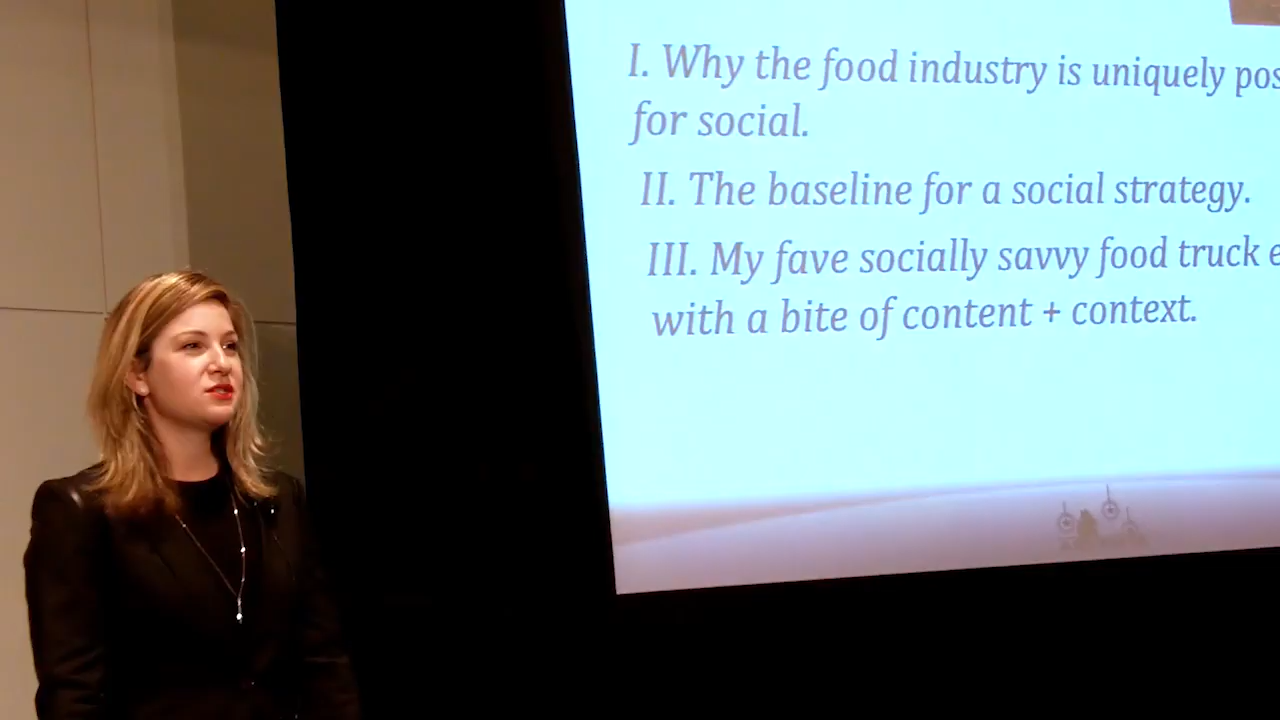 I. Why the food industry is uniquely pos
for social.
II. The baseline for a social strategy.
III. My fave socially savvy food truck e
with a bite of content + context.